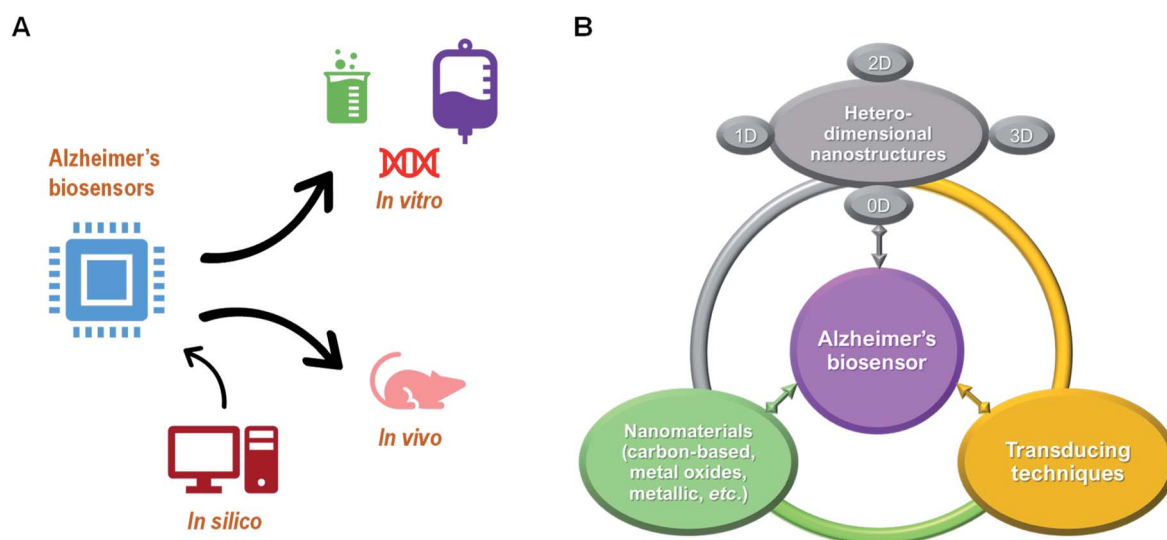 A
Alzheimer's
biosensors
In vitro
In vivo
In silico
B
2D
Hetero-
dimensional
nanostructures
1D
3D
0D
Alzheimer's
biosensor
Nanomaterials
(carbon-based,
metal oxides,
metallic, etc.)
Transducing
techniques